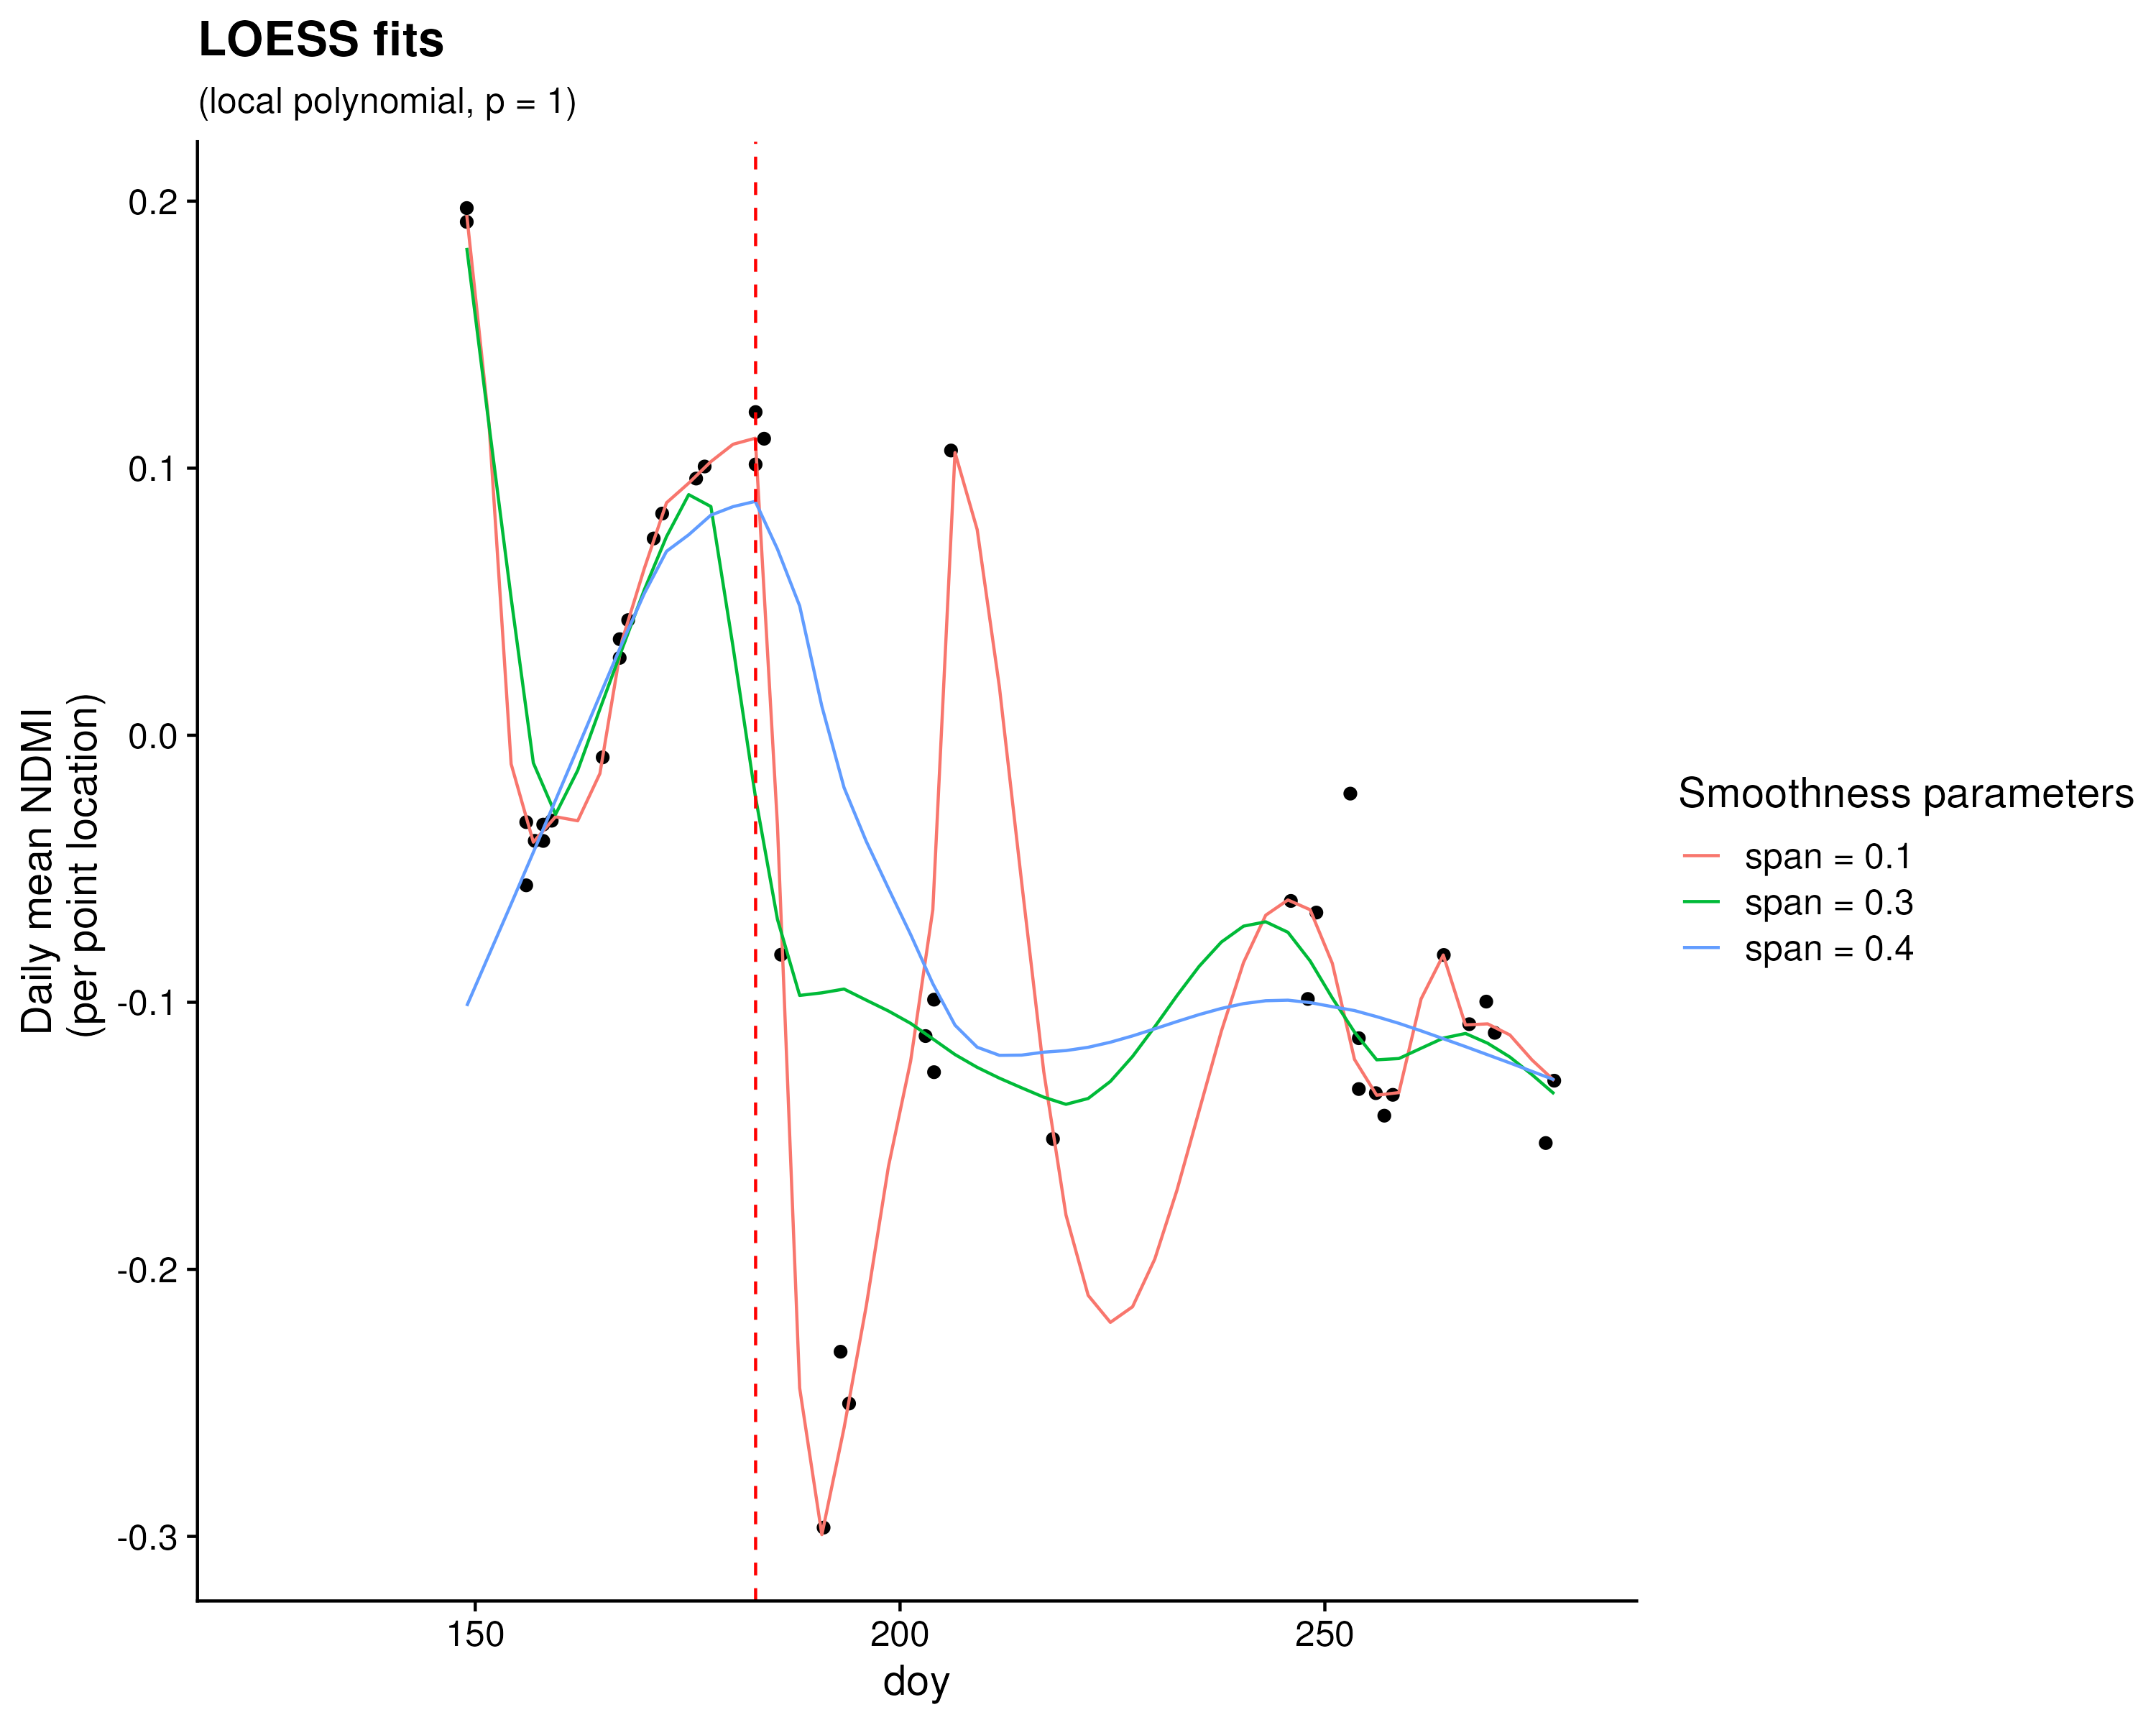 LOESS fits
(local polynomial, p = 1)
Daily mean NDMI
(per point location)
0.2
0.1
0.0
-0.1
-0.2
-0.3
150
200
250
doy
Smoothness parameters
span = 0.1
span = 0.3
span = 0.4